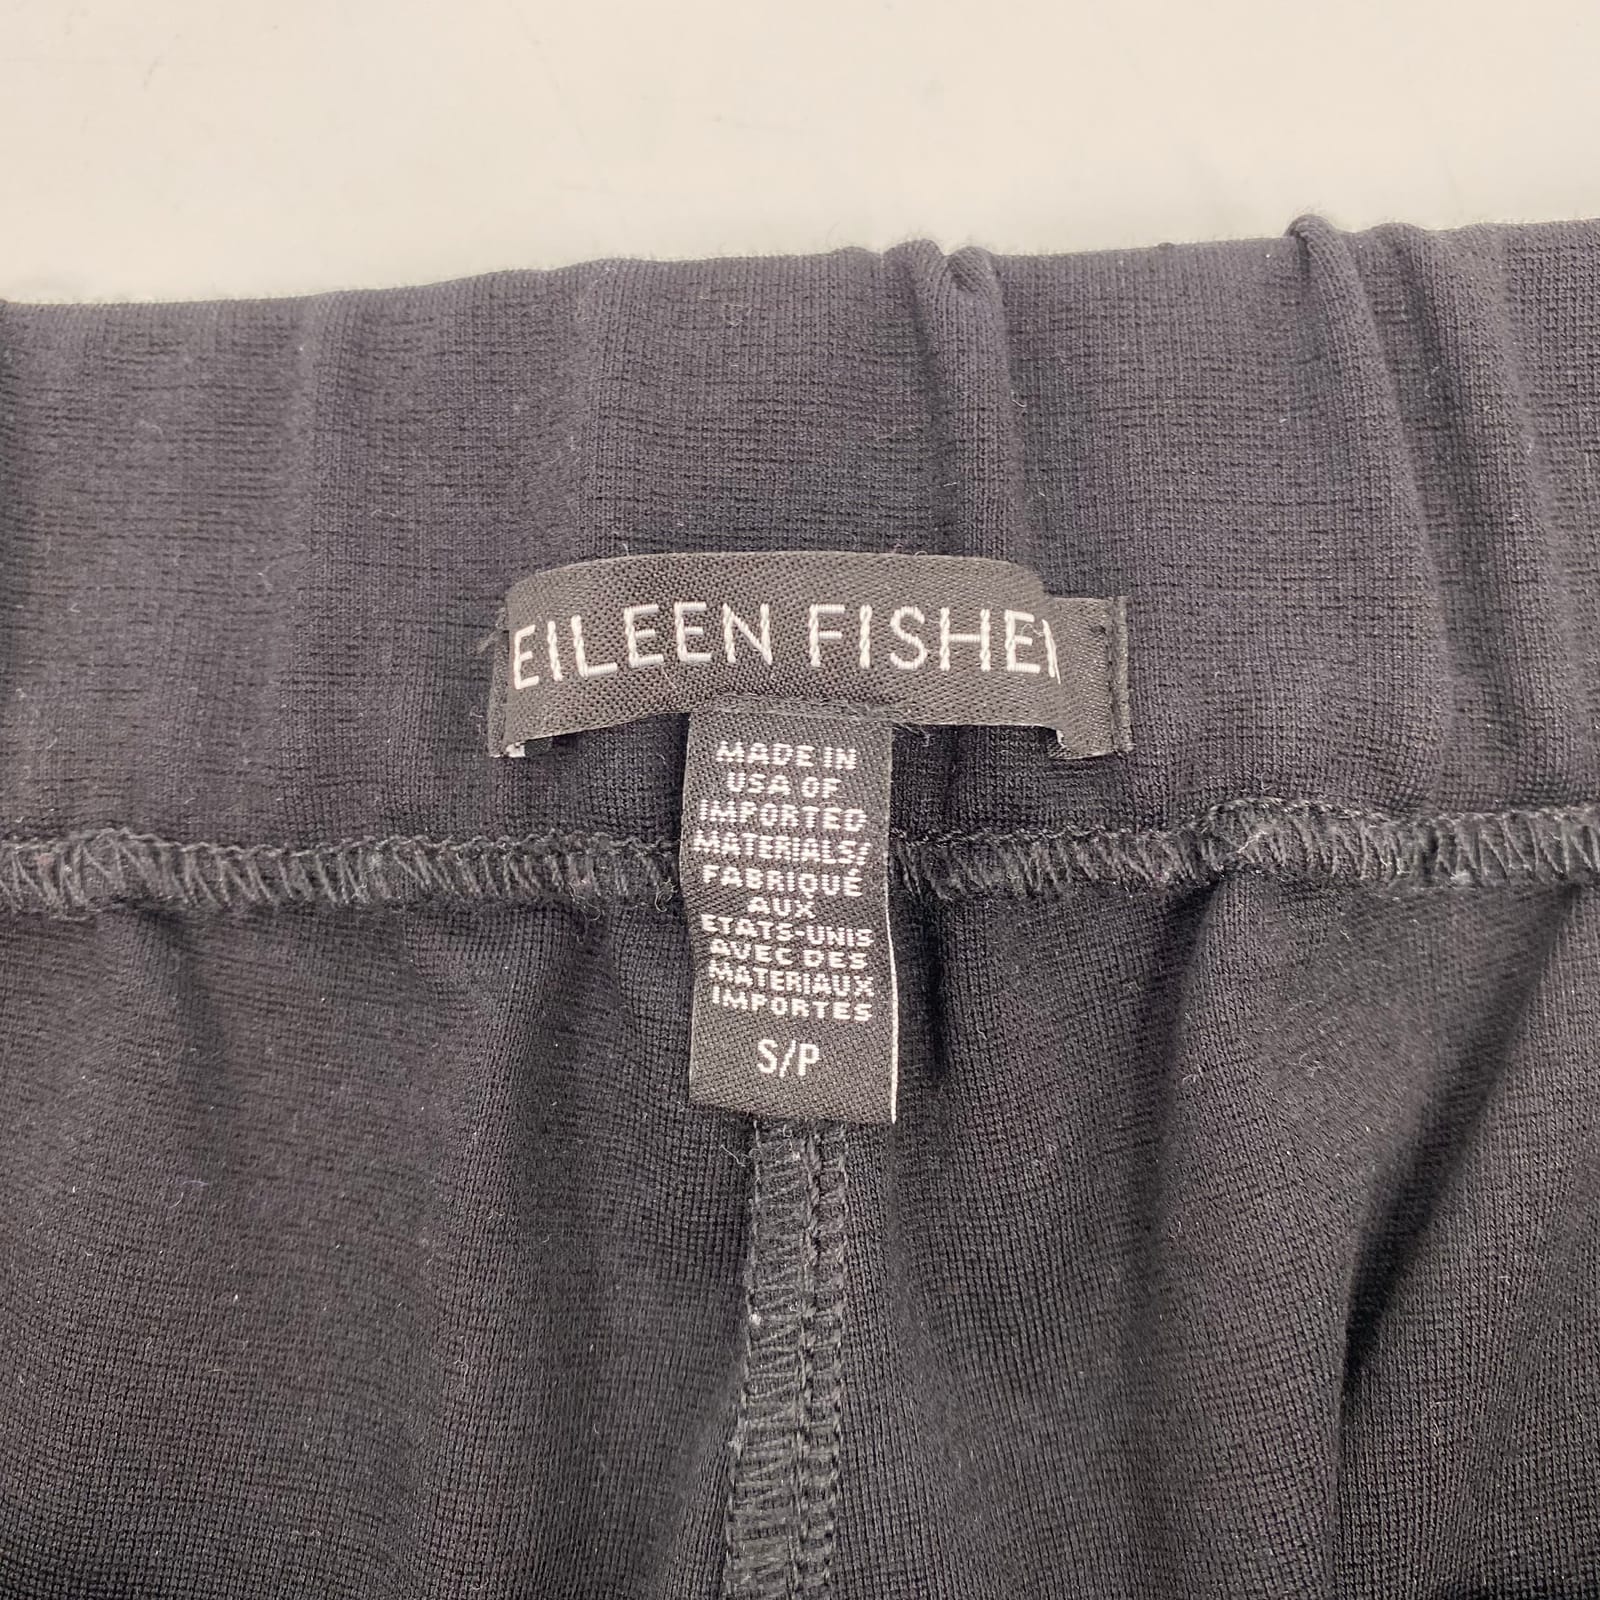 EILEEN FISHER
MADE IN
USA OF
IMPORTED
MATERIALS/
FABRIQUÉ
AUX
ETATS-UNIS
AVEC DES
MATERIAUX
IMPORTES
S/P